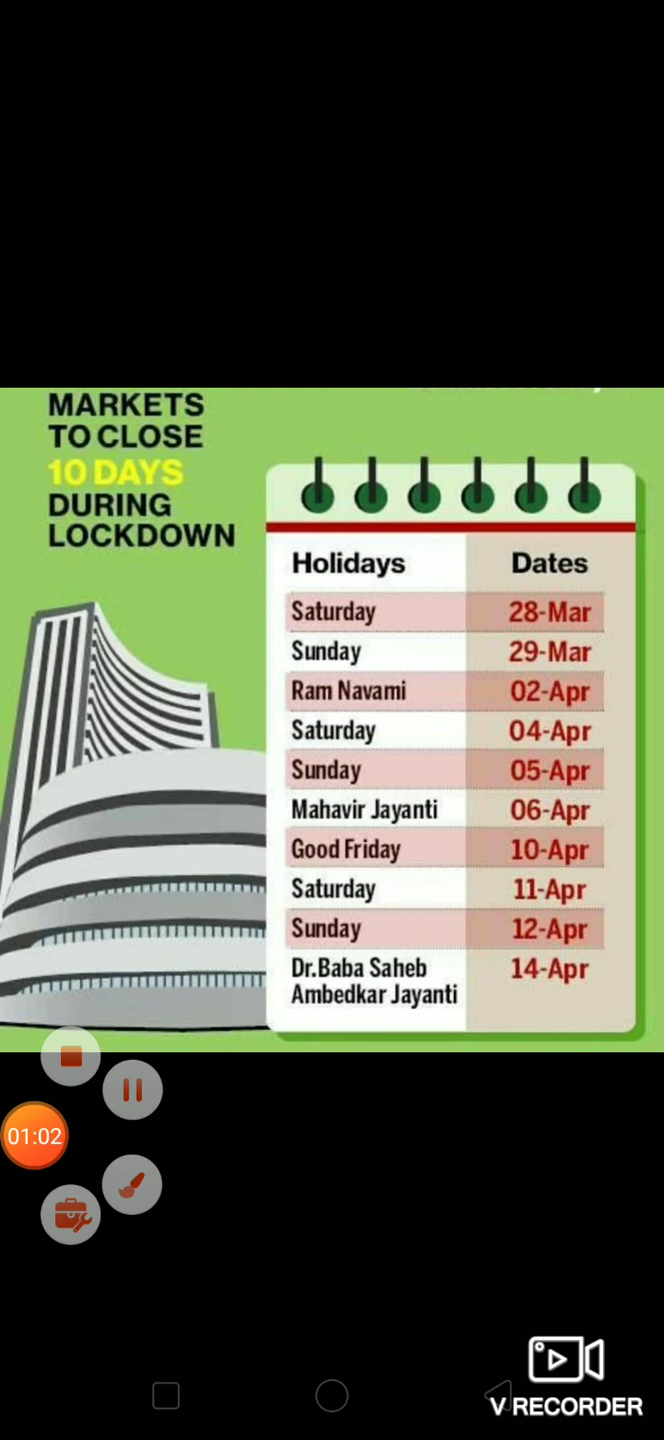 MARKETS
TO CLOSE
10 DAYS
DURING
LOCKDOWN
Holidays Dates
Saturday 28-Mar
Sunday 29-Mar
Ram Navami 02-Apr
Saturday 04-Apr
Sunday 05-Apr
Mahavir Jayanti 06-Apr
Good Friday 10-Apr
Saturday 11-Apr
Sunday 12-Apr
Dr.Baba Saheb 14-Apr
Ambedkar Jayanti
01:02
V RECORDER